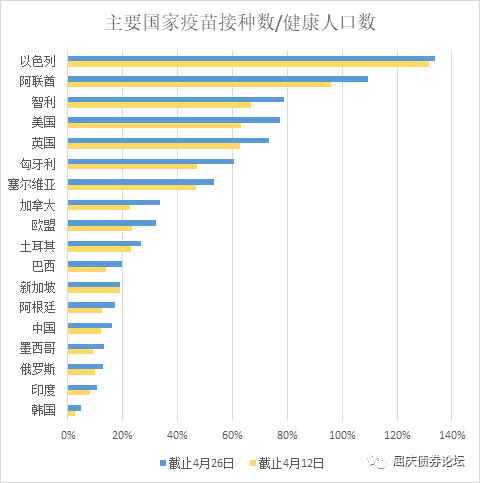 主要国家疫苗接种数/健康人口数
以色列
阿联酋
智利
美国
英国
匈牙利
塞尔维亚
加拿大
欧盟
土耳其
巴西
新加坡
阿根廷
中国
墨西哥
俄罗斯
印度
韩国
0% 20% 40% 60% 80% 100% 120% 140%
截止4月26日 截止4月12日
屈庆债券论坛